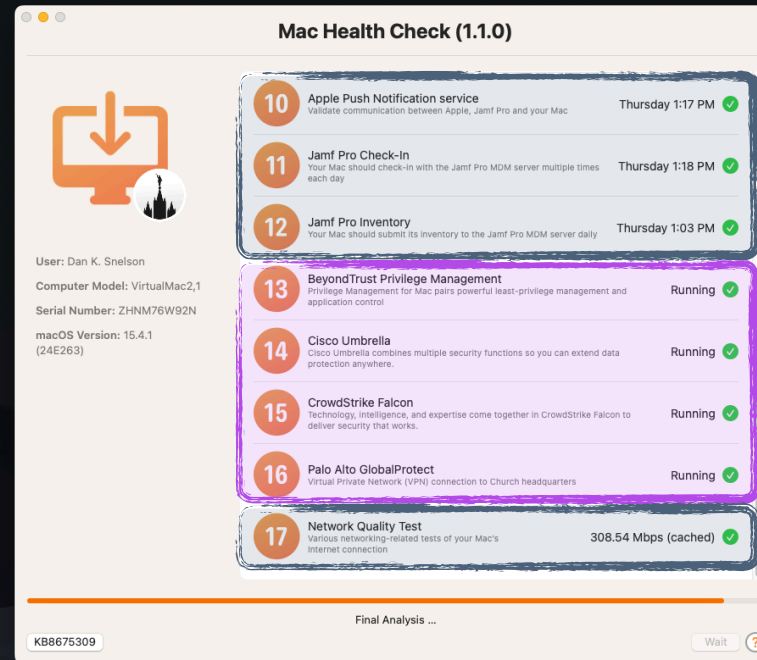 Mac Health Check (1.1.0)
10
Apple Push Notification service
Validate communication between Apple, Jamf Pro and your Mac
Thursday 1:17 PM
11
Jamf Pro Check-In
Your Mac should check-in with the Jamf Pro MDM server multiple times
each day
Thursday 1:18 PM
12
Jamf Pro Inventory
Your Mac should submit its inventory to the Jamf Pro MDM server daily
Thursday 1:03 PM
User: Dan K. Snelson
Computer Model: VirtualMac2,1
Serial Number: ZHNM76W92N
macOS Version: 15.4.1
(24E263)
13
BeyondTrust Privilege Management
Privilege Management for Mac pairs powerful least-privilege management and
application control
Running
14
Cisco Umbrella
Cisco Umbrella combines multiple security functions so you can extend data
protection anywhere.
Running
15
CrowdStrike Falcon
Technology, intelligence, and expertise come together in CrowdStrike Falcon to
deliver security that works.
Running
16
Palo Alto GlobalProtect
Virtual Private Network (VPN) connection to Church headquarters
Running
17
Network Quality Test
Various networking-related tests of your Mac's
Internet connection
308.54 Mbps (cached)
Final Analysis ...
KB8675309
Wait
?